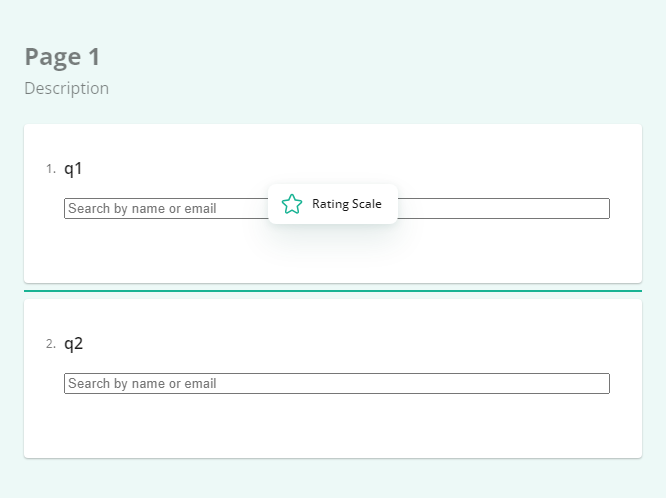 Page 1
Description
1. q1
Search by name or email
Rating Scale
2. q2
Search by name or email